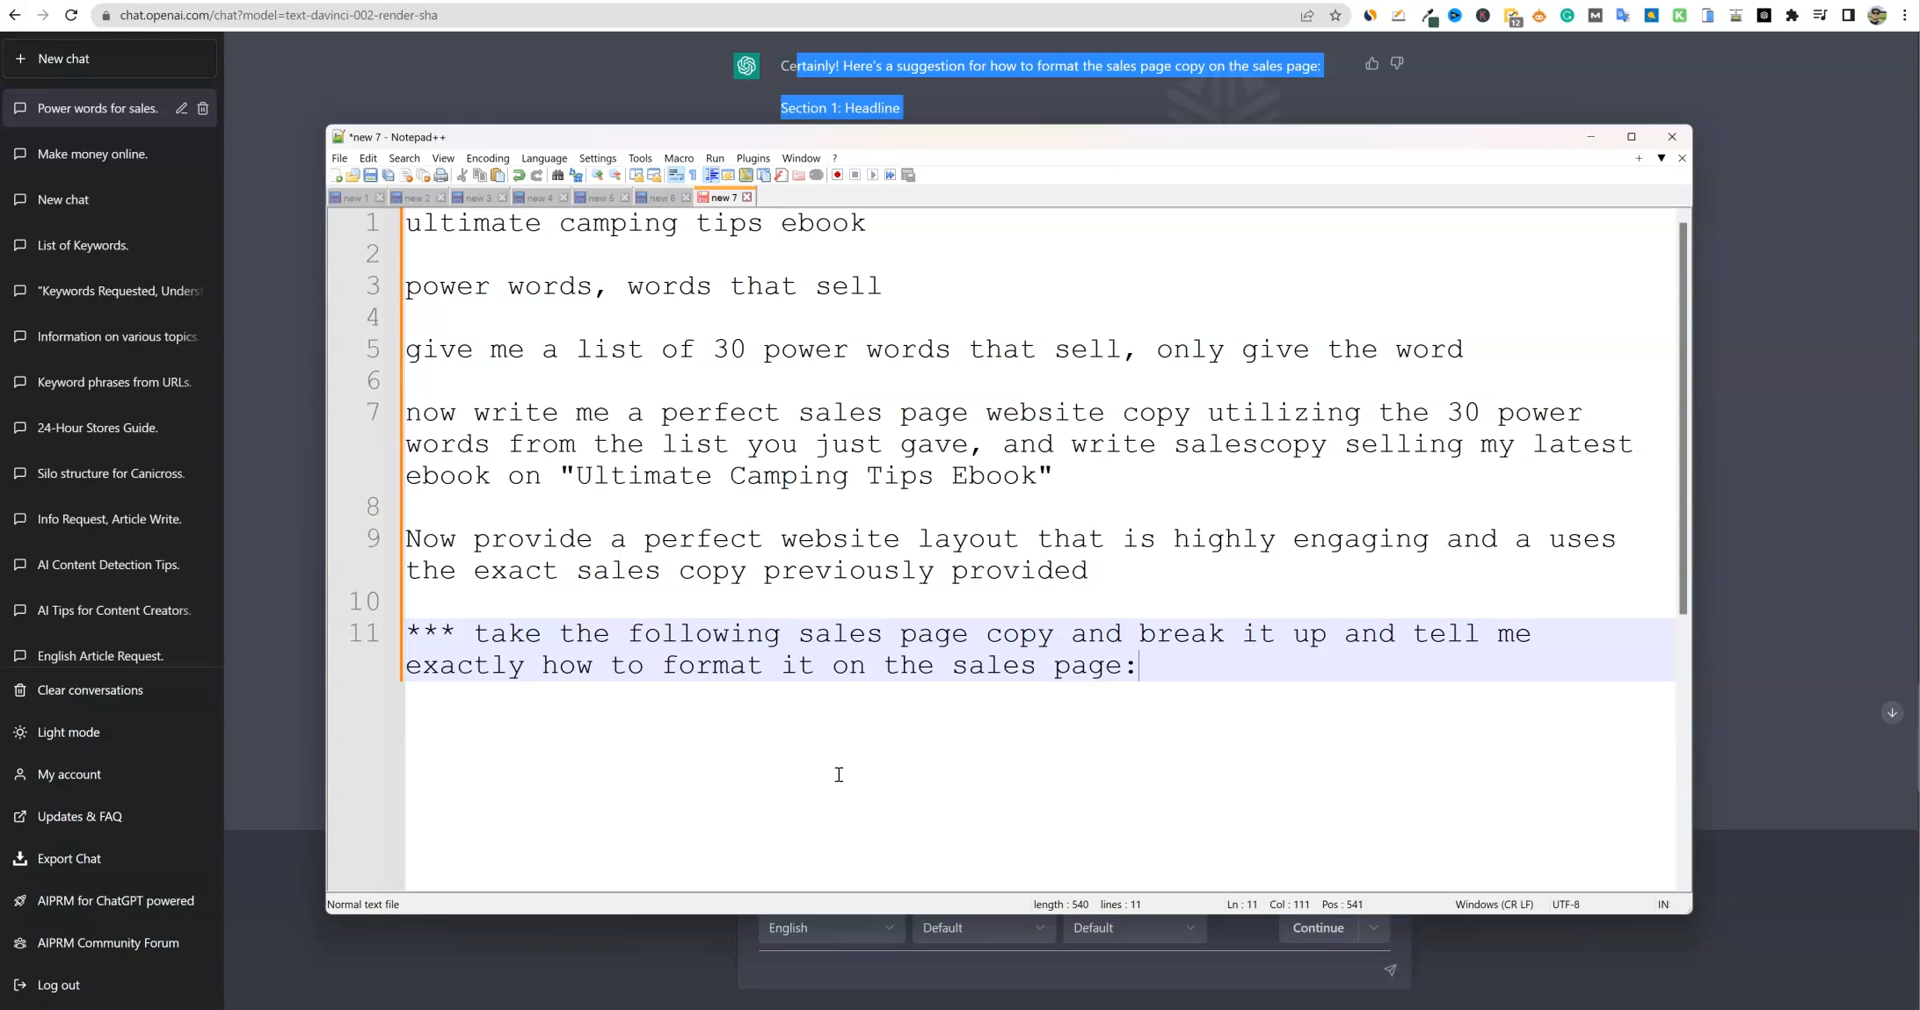 chat.openai.com/chat?model=text-davinci-002-render-sha
12
+ New chat
Power words for sales.
Make money online.
New chat
List of Keywords.
"Keywords Requested, Unders
Information on various topics.
Keyword phrases from URLs.
24-Hour Stores Guide.
Silo structure for Canicross.
Info Request, Article Write.
AI Content Detection Tips.
AI Tips for Content Creators.
English Article Request.
Clear conversations
Light mode
My account
Updates & FAQ
Export Chat
AIPRM for ChatGPT powered
AIPRM Community Forum
Log out
Certainly! Here's a suggestion for how to format the sales page copy on the sales page:
Section 1: Headline
*new 7 - Notepad++
File Edit Search View Encoding Language Settings Tools Macro Run Plugins Window ?
new 1 new 2 new 3 new 4 new 5 new 6 new 7
1 ultimate camping tips ebook
2
3 power words, words that sell
4
5 give me a list of 30 power words that sell, only give the word
6
7 now write me a perfect sales page website copy utilizing the 30 power
words from the list you just gave, and write salescopy selling my latest
ebook on "Ultimate Camping Tips Ebook"
8
9 Now provide a perfect website layout that is highly engaging and a uses
the exact sales copy previously provided
10
11 *** take the following sales page copy and break it up and tell me
exactly how to format it on the sales page:
Normal text file length : 540 lines : 11 Ln : 11 Col : 111 Pos : 541 Windows (CR LF) UTF-8 IN
English Default Default Continue